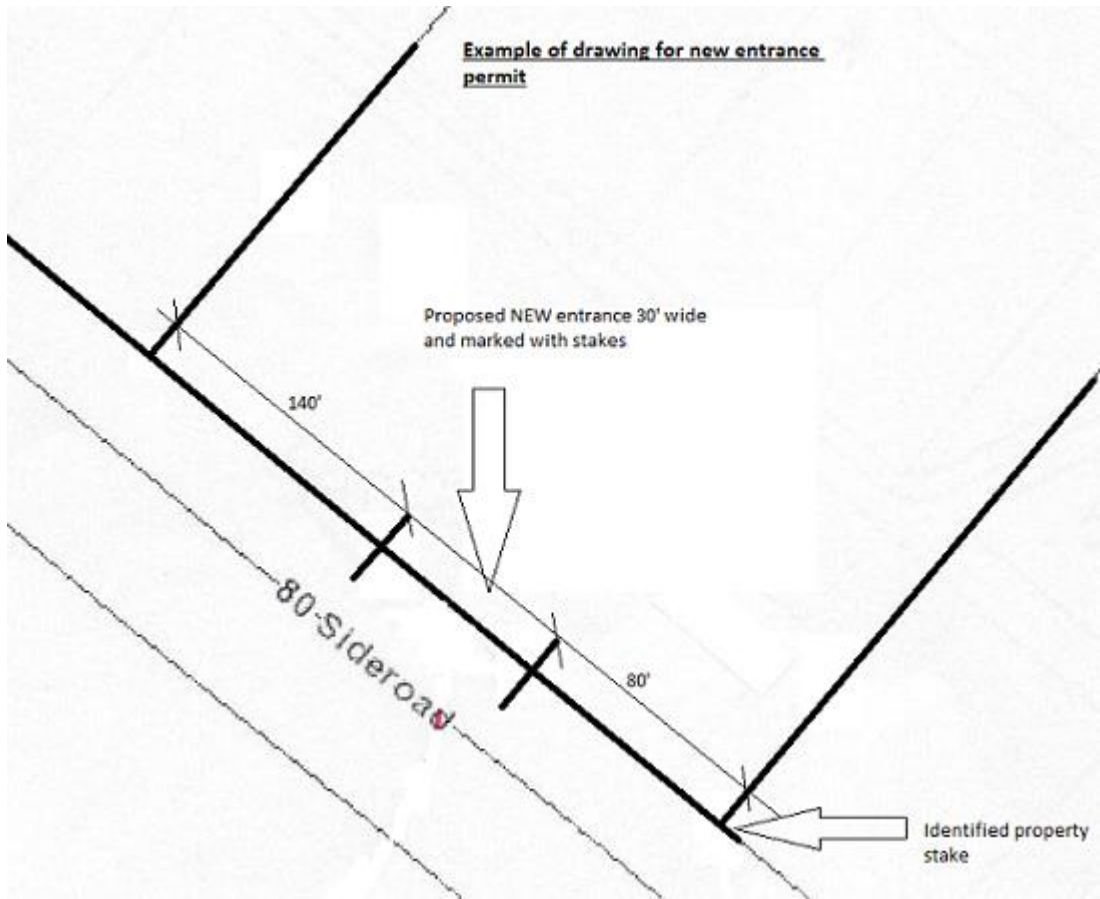 Example of drawing for new entrance
permit
Proposed NEW entrance 30' wide
and marked with stakes
140'
80-Sideroad
80'
Identified property
stake